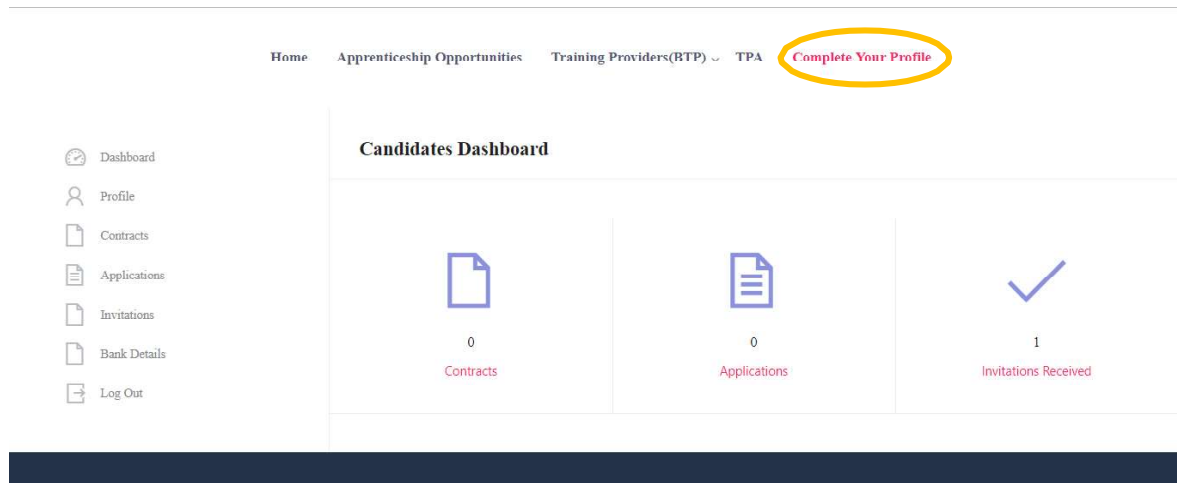 Home Apprenticeship Opportunities Training Providers(BTP) TPA Complete Your Profile
Dashboard
Profile
Contracts
Applications
Invitations
Bank Details
Log Out
Candidates Dashboard
0
Contracts
0
Applications
1
Invitations Received